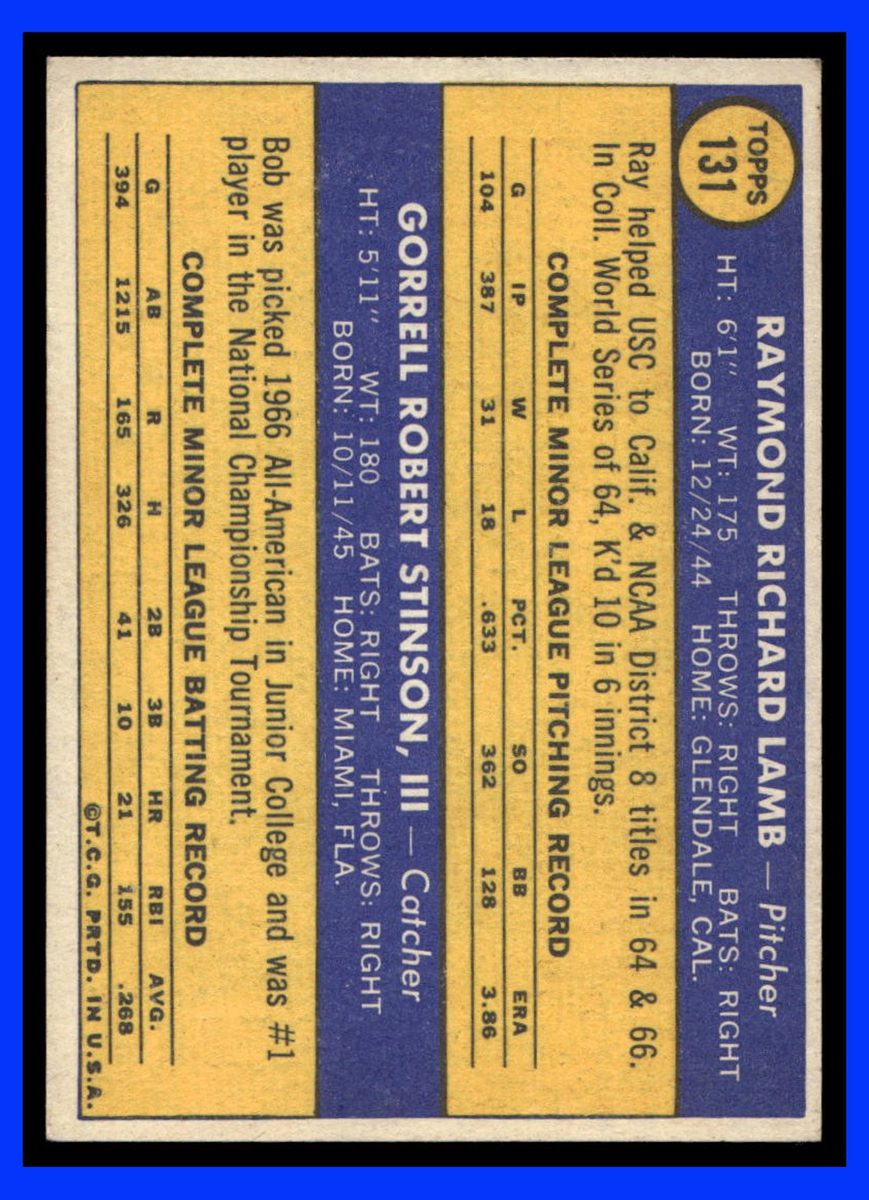 TOPPS
131
RAYMOND RICHARD LAMB — Pitcher
HT: 6'1" WT: 175 THROWS: RIGHT BATS: RIGHT
BORN: 12/24/44 HOME: GLENDALE, CAL.
Ray helped USC to Calif. & NCAA District 8 titles in 64 & 66.
In Coll. World Series of 64, K'd 10 in 6 innings.
COMPLETE MINOR LEAGUE PITCHING RECORD
G IP W L PCT. SO BB ERA
104 387 31 18 .633 362 128 3.86
GORRELL ROBERT STINSON, III — Catcher
HT: 5'11" WT: 180 BATS: RIGHT THROWS: RIGHT
BORN: 10/11/45 HOME: MIAMI, FLA.
Bob was picked 1966 All-American in Junior College and was #1
player in the National Championship Tournament.
COMPLETE MINOR LEAGUE BATTING RECORD
G AB R H 2B 3B HR RBI AVG.
394 1215 165 326 41 10 21 155 .268
©T.C.G. PRTD. IN U.S.A.